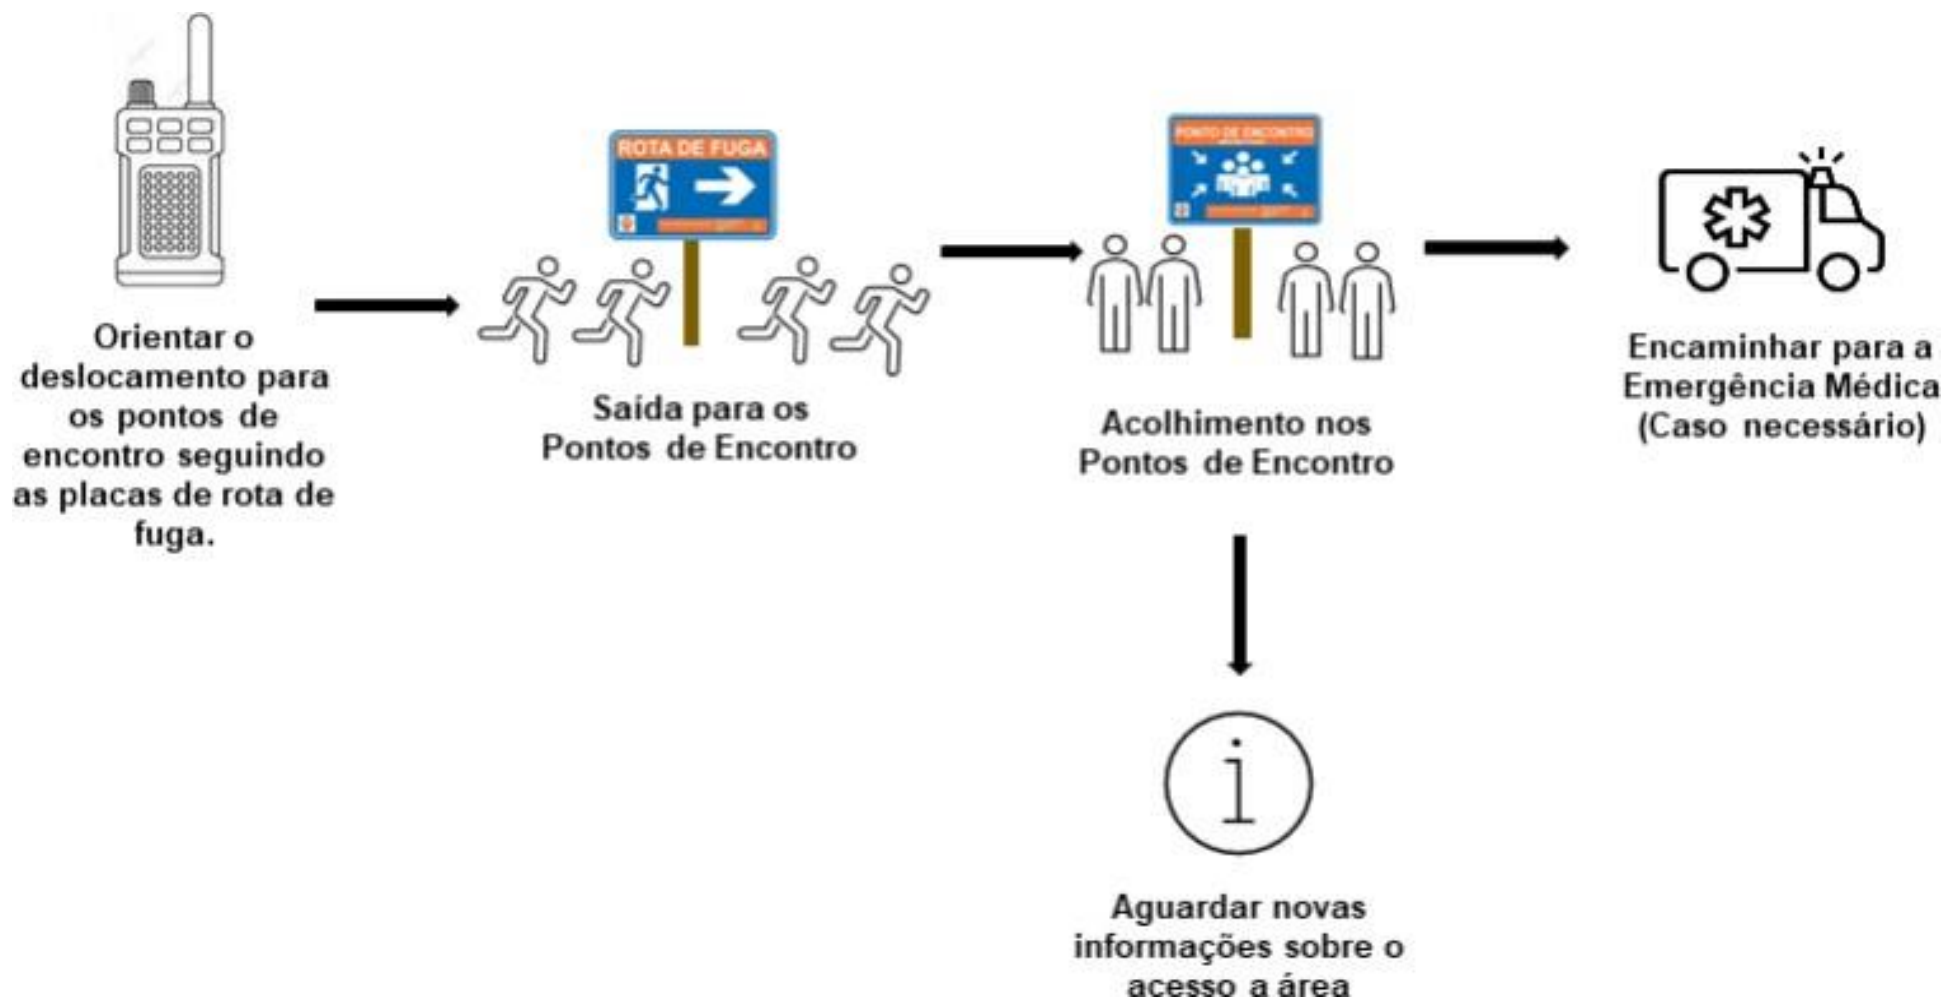 Orientar o
deslocamento para
os pontos de
encontro seguindo
as placas de rota de
fuga.
ROTA DE FUGA
Saída para os
Pontos de Encontro
PONTO DE ENCONTRO
Acolhimento nos
Pontos de Encontro
Encaminhar para a
Emergência Médica
(Caso necessário)
i
Aguardar novas
informações sobre o
acesso a área